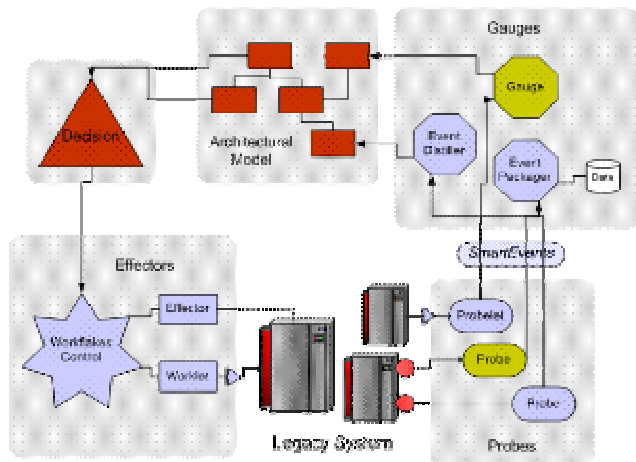 Gauges
Gauge
Decision
Architectural
Model
Event
Distiller
Event
Packager
Data
SmartEvents
Effectors
Effector
Workflakes
Control
Worklet
Probelet
Probe
Probe
Legacy System
Probes